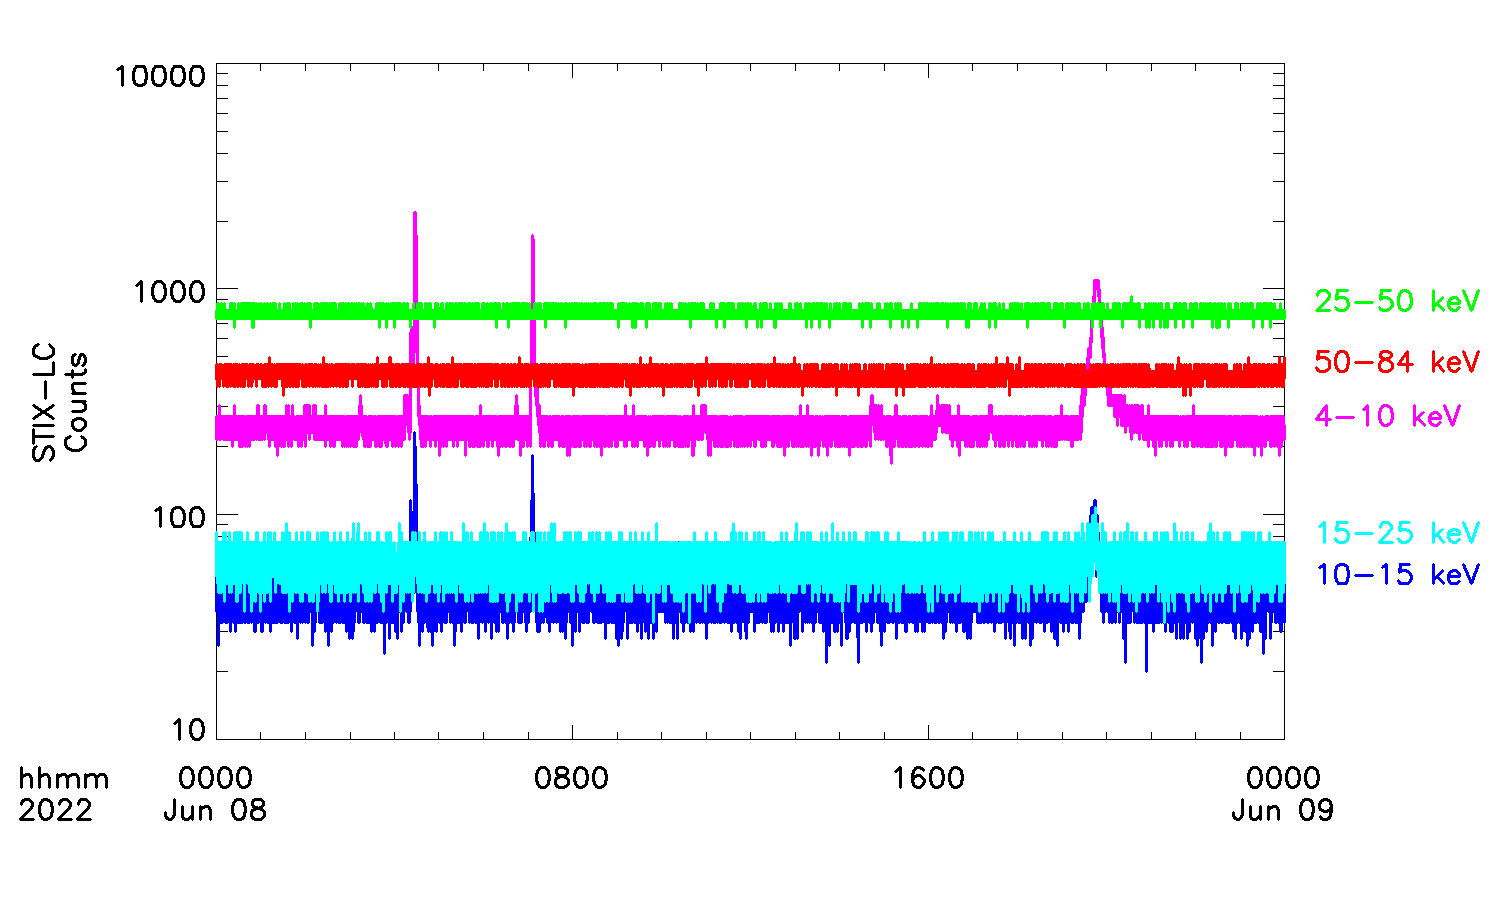 10000
1000
100
10
STIX-LC
Counts
25-50 keV
50-84 keV
4-10 keV
15-25 keV
10-15 keV
hhmm 0000 0800 1600 0000
2022 Jun 08 Jun 09